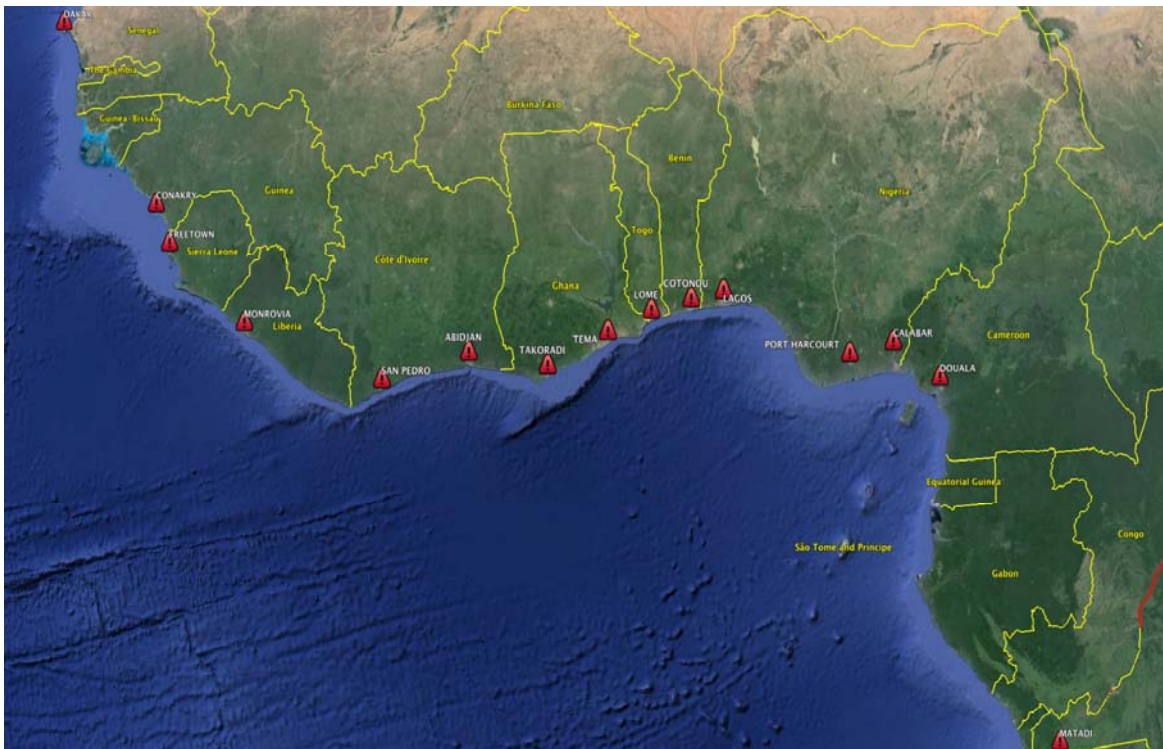 DAKAR
Senegal
The Gambia
Guinea-Bissau
Burkina Faso
Benin
Guinea
Nigeria
CONAKRY
FREETOWN
Sierra Leone
Togo
Côte d'Ivoire
Ghana
COTONOU
LOME
LAGOS
MONROVIA
Liberia
ABIDJAN
TEMA
CALABAR
Cameroon
TAKORADI
PORT HARCOURT
SAN PEDRO
DOUALA
Equatorial Guinea
Congo
São Tome and Principe
Gabon
MATADI